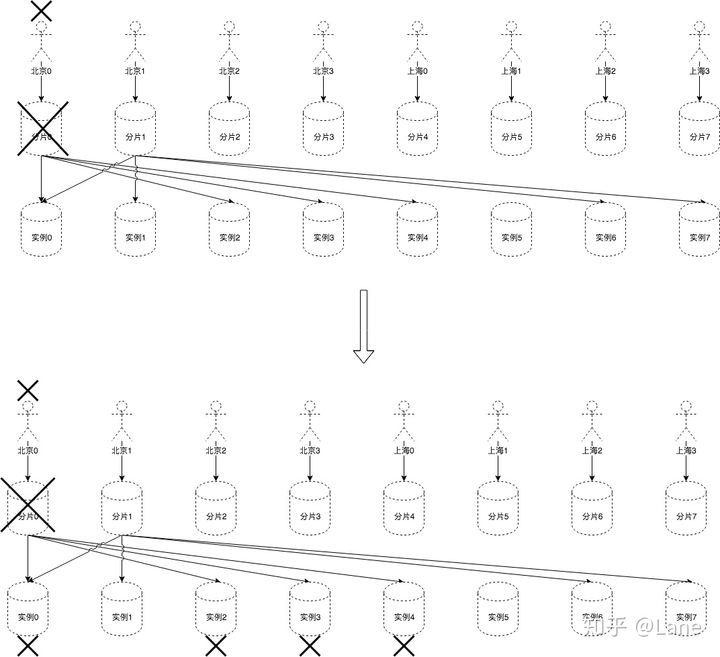 北京0 北京1 北京2 北京3 上海0 上海1 上海2 上海3
分片0 分片1 分片2 分片3 分片4 分片5 分片6 分片7
实例0 实例1 实例2 实例3 实例4 实例5 实例6 实例7
北京0 北京1 北京2 北京3 上海0 上海1 上海2 上海3
分片0 分片1 分片2 分片3 分片4 分片5 分片6 分片7
实例0 实例1 实例2 实例3 实例4 实例5 实例6 实例7
知乎 @Lane